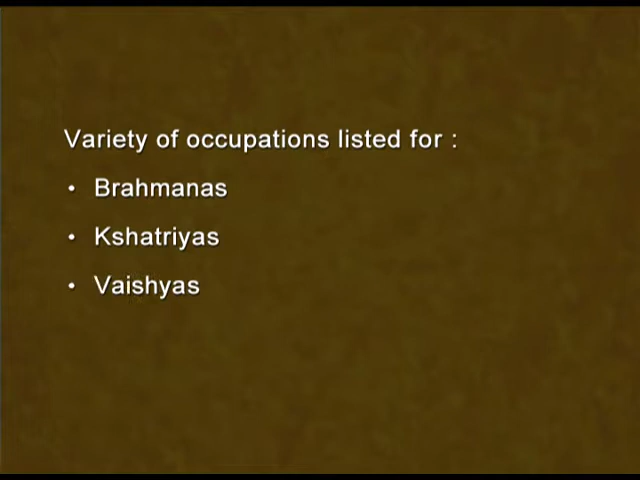 Variety of occupations listed for :
• Brahmanas
• Kshatriyas
• Vaishyas